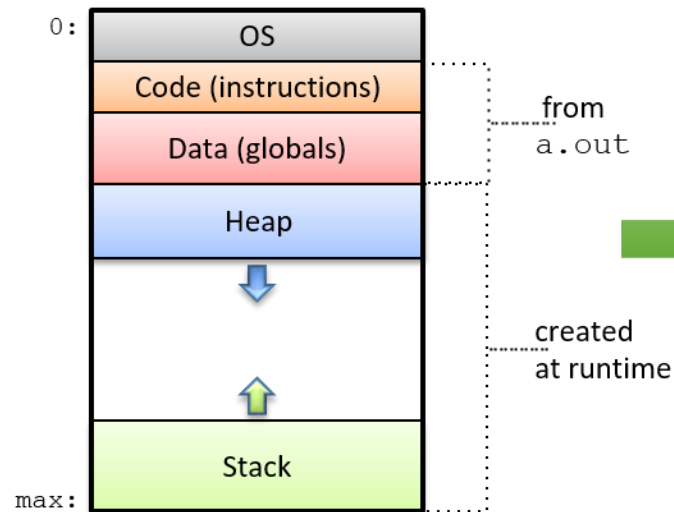 0:
OS
Code (instructions)
Data (globals)
from
a.out
Heap
created
at runtime
Stack
max: